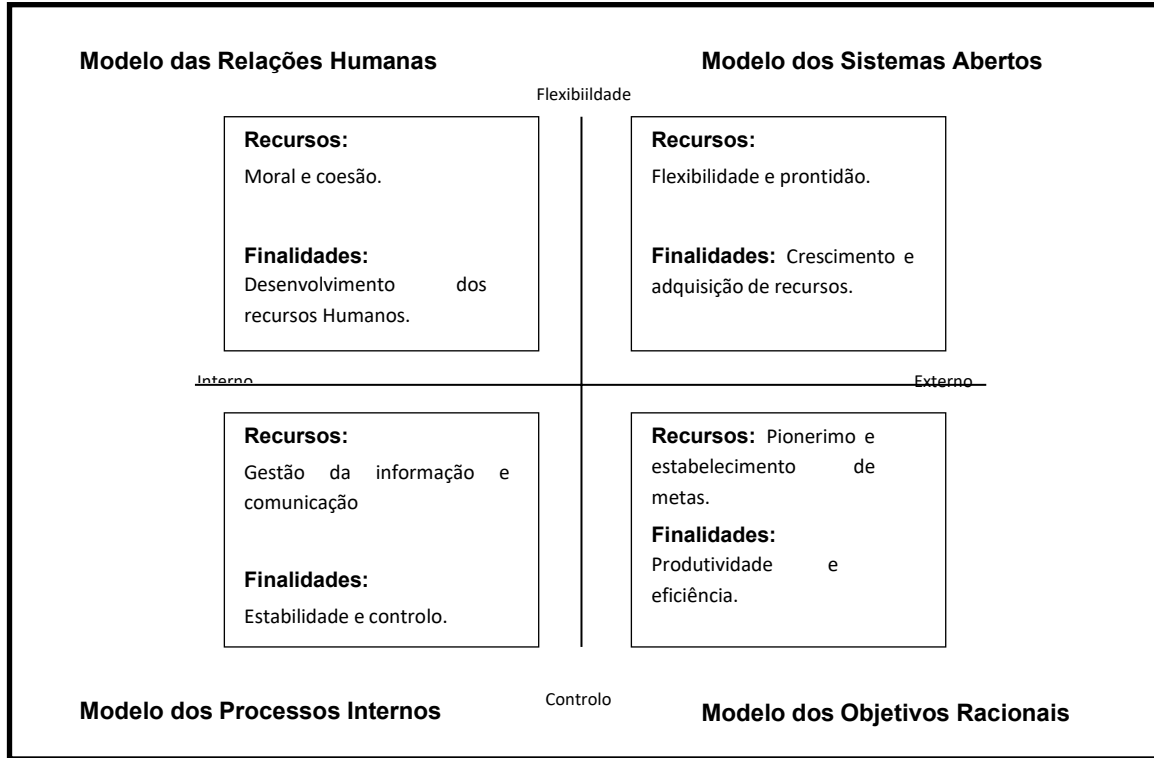 Modelo das Relações Humanas
Modelo dos Sistemas Abertos
Flexibiildade
Recursos:
Moral e coesão.
Finalidades:
Desenvolvimento dos
recursos Humanos.
Recursos:
Flexibilidade e prontidão.
Finalidades: Crescimento e
adquisição de recursos.
Interno
Externo
Recursos:
Gestão da informação e
comunicação
Finalidades:
Estabilidade e controlo.
Recursos: Pionerimo e
estabelecimento de
metas.
Finalidades:
Produtividade e
eficiência.
Controlo
Modelo dos Processos Internos
Modelo dos Objetivos Racionais